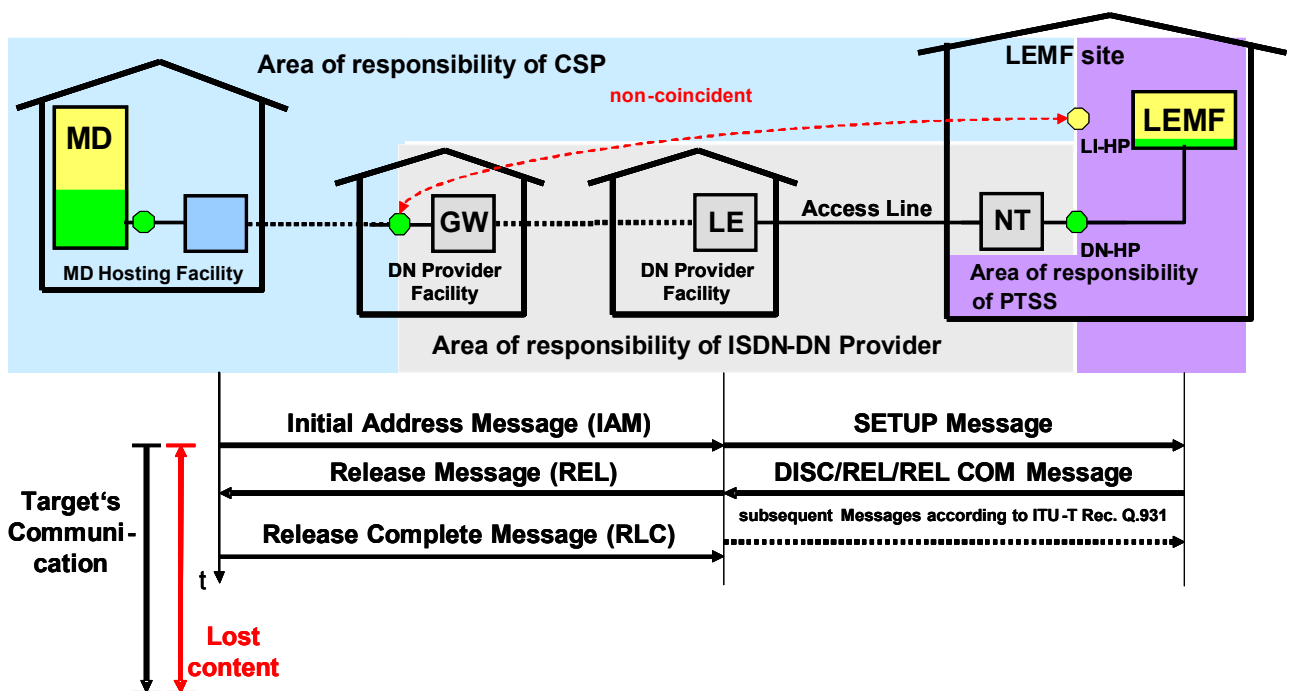 Area of responsibility of CSP
LEMF site
non-coincident
MD
LEMF
LI-HP
GW
LE
Access Line
NT
DN-HP
MD Hosting Facility
DN Provider
Facility
DN Provider
Facility
Area of responsibility
of PTSS
Area of responsibility of ISDN-DN Provider
Initial Address Message (IAM)
SETUP Message
Release Message (REL)
DISC/REL/REL COM Message
Target‘s
Communi-
cation
subsequent Messages according to ITU-T Rec. Q.931
Release Complete Message (RLC)
t
Lost
content